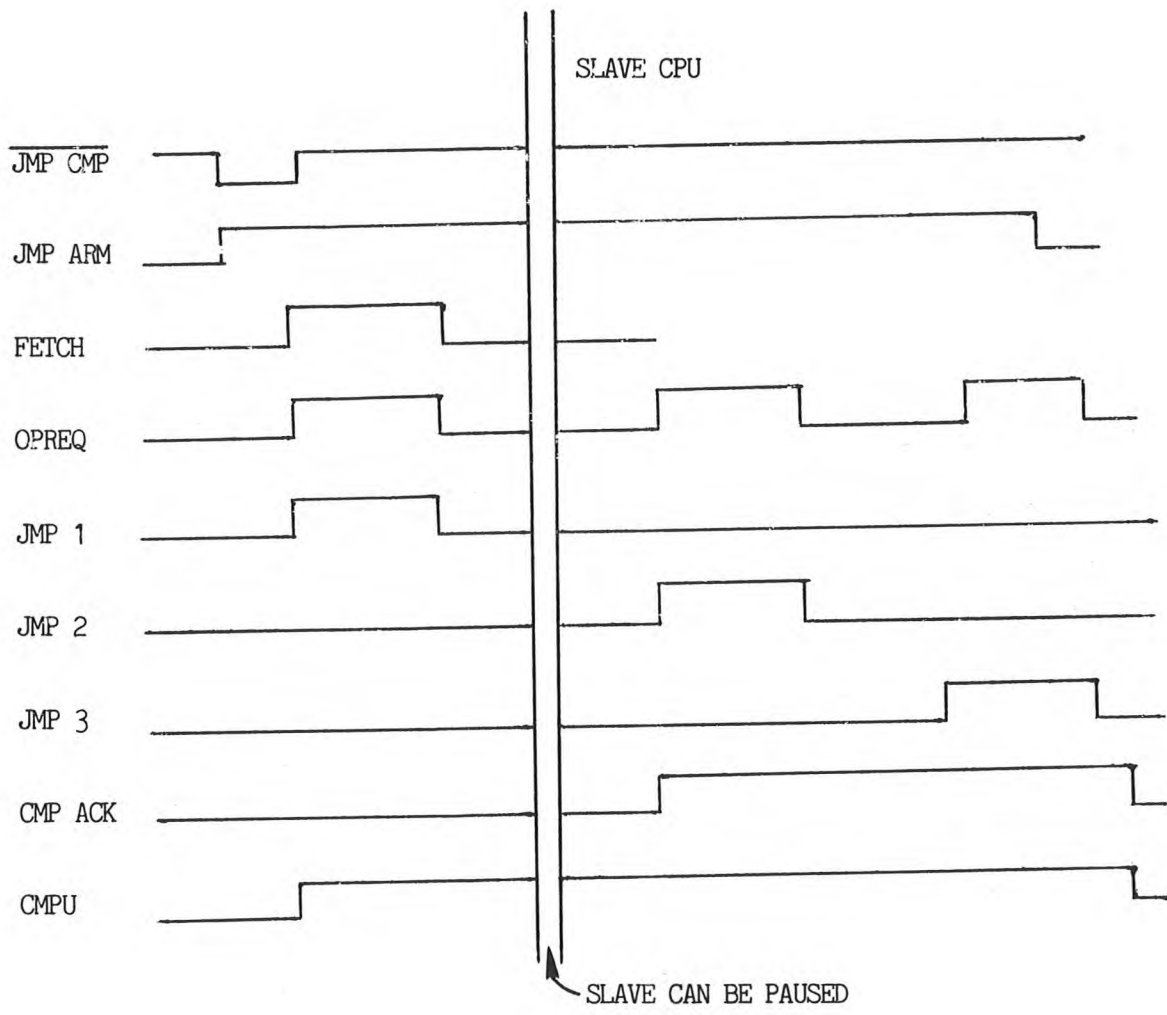 SLAVE CPU
JMP CMP
JMP ARM
FETCH
OPREQ
JMP 1
JMP 2
JMP 3
CMP ACK
CMPU
SLAVE CAN BE PAUSED